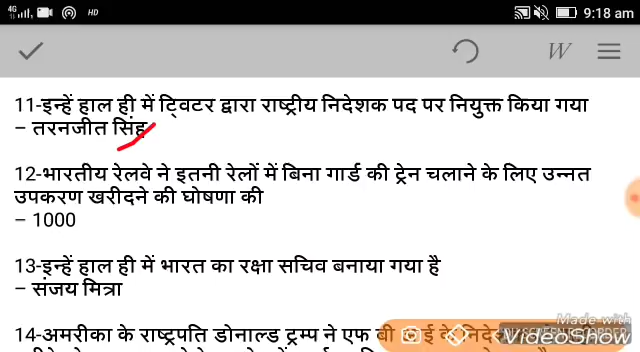 4G HD 9:18 am
W
11-इन्हें हाल ही में ट्विटर द्वारा राष्ट्रीय निदेशक पद पर नियुक्त किया गया
– तरनजीत सिंह
12-भारतीय रेलवे ने इतनी रेलों में बिना गार्ड की ट्रेन चलाने के लिए उन्नत
उपकरण खरीदने की घोषणा की
– 1000
13-इन्हें हाल ही में भारत का रक्षा सचिव बनाया गया है
– संजय मित्रा
14-अमरीका के राष्ट्रपति डोनाल्ड ट्रम्प ने एफ बी आई के निदेशक
Made with
VideoShow